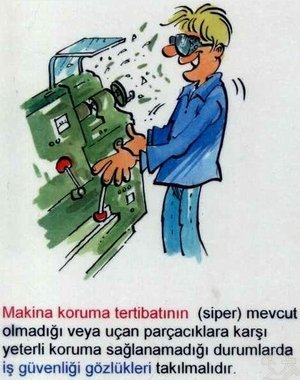 Makina koruma tertibatının (siper) mevcut
olmadığı veya uçan parçacıklara karşı
yeterli koruma sağlanamadığı durumlarda
iş güvenliği gözlükleri takılmalıdır.